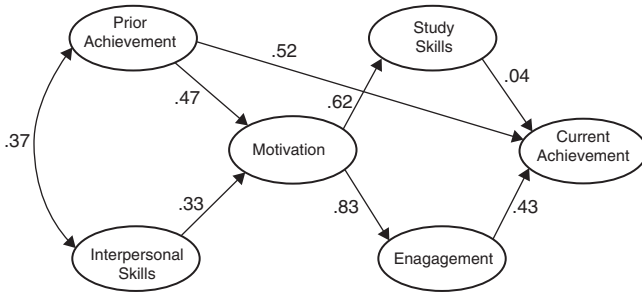 Prior
Achievement
Study
Skills
.52
.04
.47
.62
.37
Motivation
Current
Achievement
.33
.83
.43
Interpersonal
Skills
Enagagement